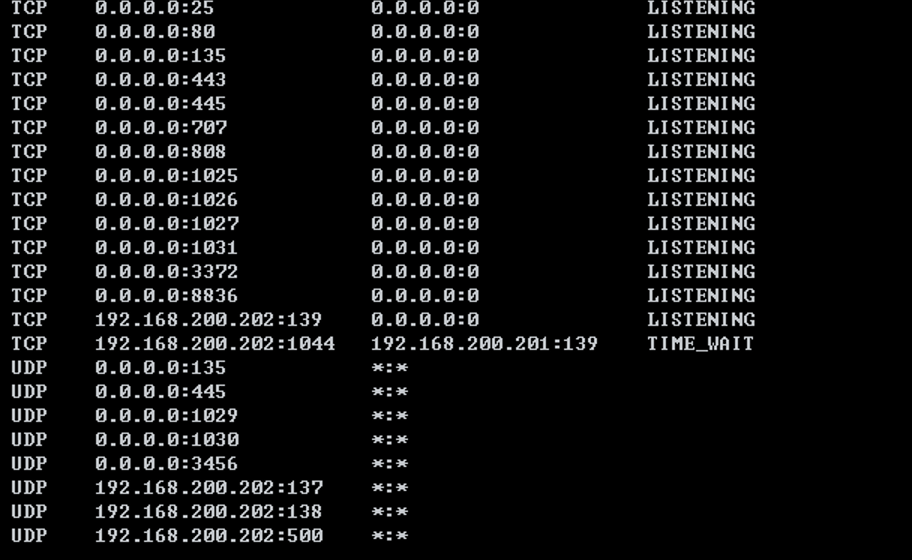 TCP 0.0.0.0:25 0.0.0.0:0 LISTENING
TCP 0.0.0.0:80 0.0.0.0:0 LISTENING
TCP 0.0.0.0:135 0.0.0.0:0 LISTENING
TCP 0.0.0.0:443 0.0.0.0:0 LISTENING
TCP 0.0.0.0:445 0.0.0.0:0 LISTENING
TCP 0.0.0.0:707 0.0.0.0:0 LISTENING
TCP 0.0.0.0:808 0.0.0.0:0 LISTENING
TCP 0.0.0.0:1025 0.0.0.0:0 LISTENING
TCP 0.0.0.0:1026 0.0.0.0:0 LISTENING
TCP 0.0.0.0:1027 0.0.0.0:0 LISTENING
TCP 0.0.0.0:1031 0.0.0.0:0 LISTENING
TCP 0.0.0.0:3372 0.0.0.0:0 LISTENING
TCP 0.0.0.0:8836 0.0.0.0:0 LISTENING
TCP 192.168.200.202:139 0.0.0.0:0 LISTENING
TCP 192.168.200.202:1044 192.168.200.201:139 TIME_WAIT
UDP 0.0.0.0:135 *:*
UDP 0.0.0.0:445 *:*
UDP 0.0.0.0:1029 *:*
UDP 0.0.0.0:1030 *:*
UDP 0.0.0.0:3456 *:*
UDP 192.168.200.202:137 *:*
UDP 192.168.200.202:138 *:*
UDP 192.168.200.202:500 *:*